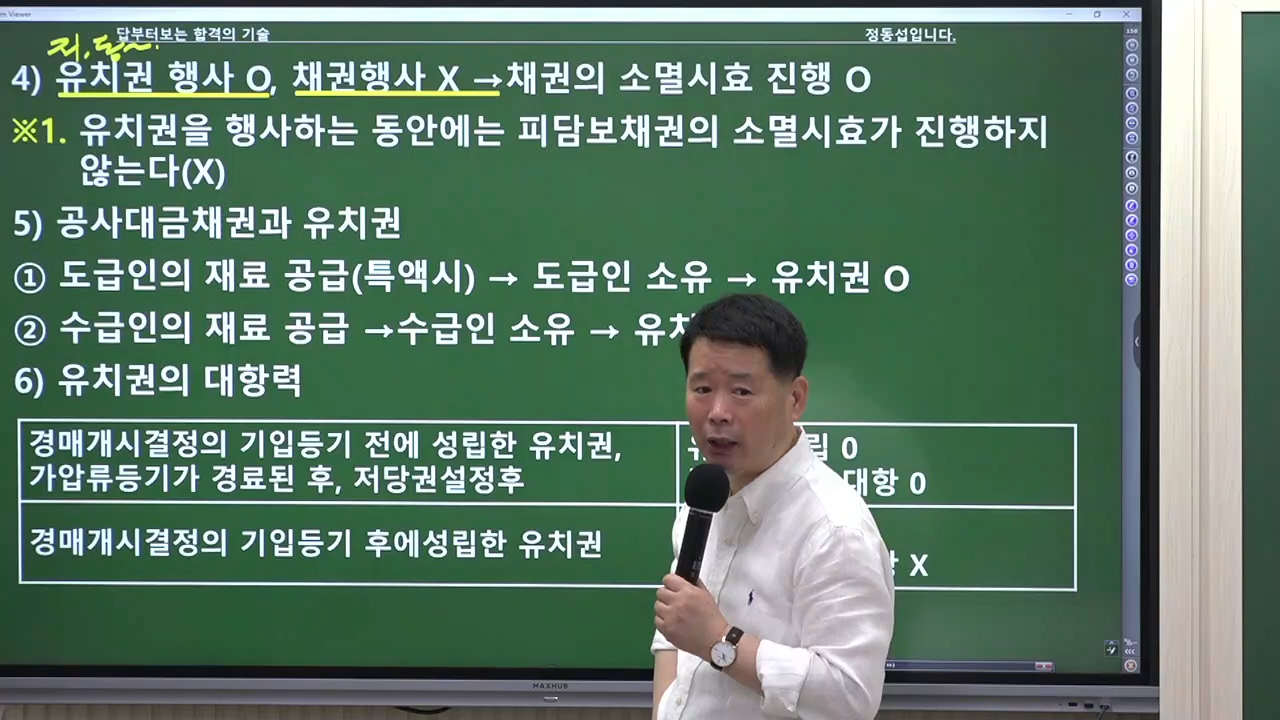 답부터보는 합격의 기술
정동섭입니다.
4) 유치권 행사 O, 채권행사 X →채권의 소멸시효 진행 O
※1. 유치권을 행사하는 동안에는 피담보채권의 소멸시효가 진행하지
않는다(X)
5) 공사대금채권과 유치권
① 도급인의 재료 공급(특액시) → 도급인 소유 → 유치권 O
② 수급인의 재료 공급 →수급인 소유 →
6) 유치권의 대항력
경매개시결정의 기입등기 전에 성립한 유치권,
가압류등기가 경료된 후, 저당권설정후
립 0
대항 0
경매개시결정의 기입등기 후에성립한 유치권
X
MAXHUB